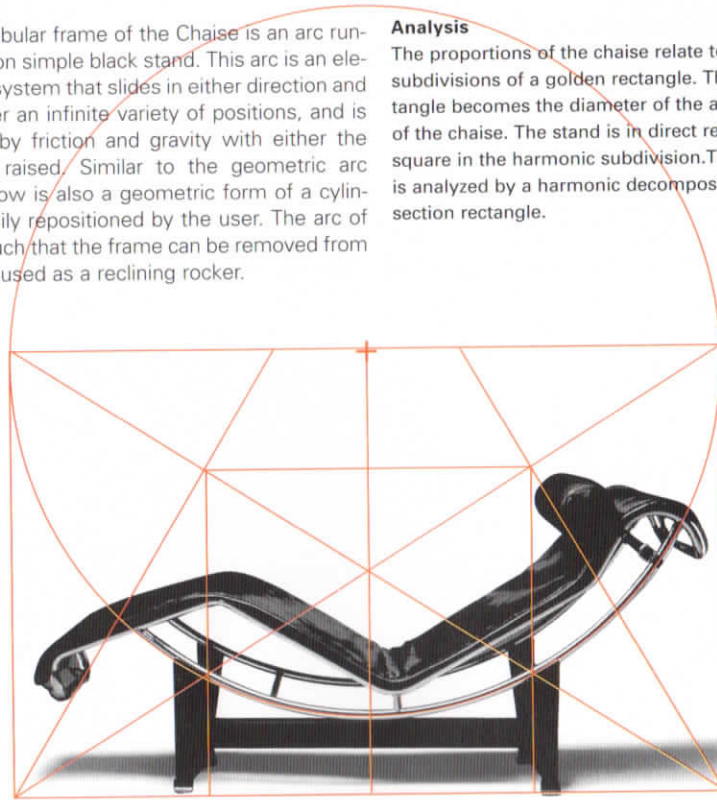 bular frame of the Chaise is an arc run-
on simple black stand. This arc is an ele-
system that slides in either direction and
r an infinite variety of positions, and is
by friction and gravity with either the
raised. Similar to the geometric arc
ow is also a geometric form of a cylin-
ily repositioned by the user. The arc of
uch that the frame can be removed from
used as a reclining rocker.
Analysis
The proportions of the chaise relate to
subdivisions of a golden rectangle. Th
tangle becomes the diameter of the a
of the chaise. The stand is in direct re
square in the harmonic subdivision.T
is analyzed by a harmonic decompos
section rectangle.